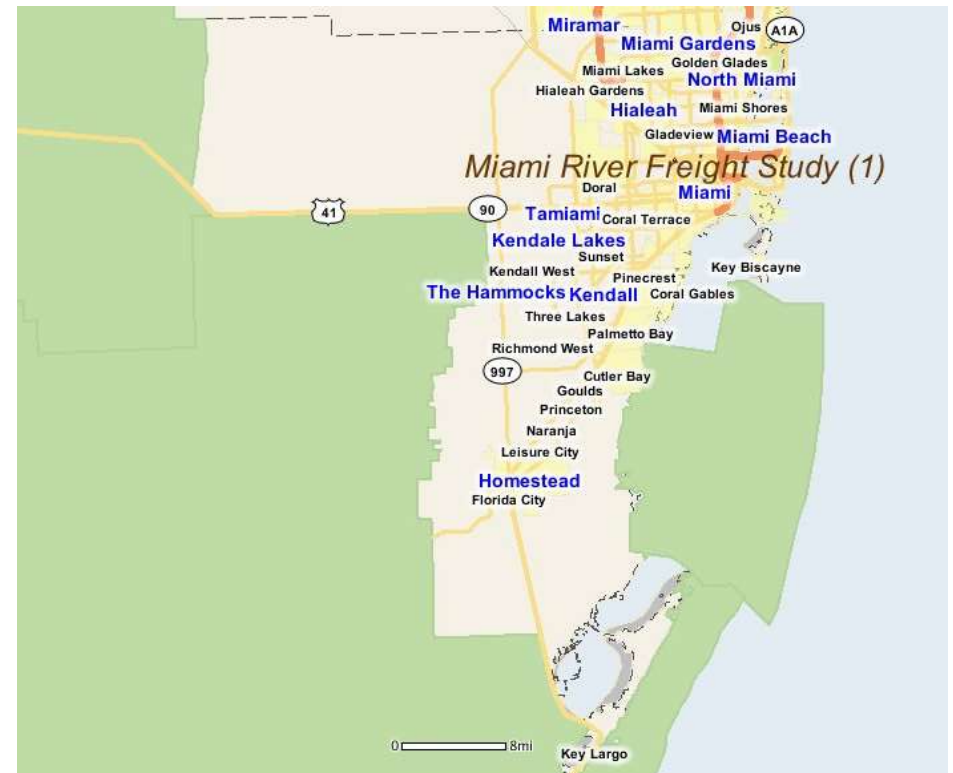 Miramar
Ojus
A1A
Miami Gardens
Golden Glades
Miami Lakes
North Miami
Hialeah Gardens
Hialeah
Miami Shores
Gladeview
Miami Beach
Miami River Freight Study (1)
Doral
Miami
41
90
Tamiami
Coral Terrace
Kendale Lakes
Sunset
Kendall West
Key Biscayne
Pinecrest
The Hammocks
Kendall
Coral Gables
Three Lakes
Palmetto Bay
Richmond West
997
Cutler Bay
Goulds
Princeton
Naranja
Leisure City
Homestead
Florida City
0 8mi
Key Largo